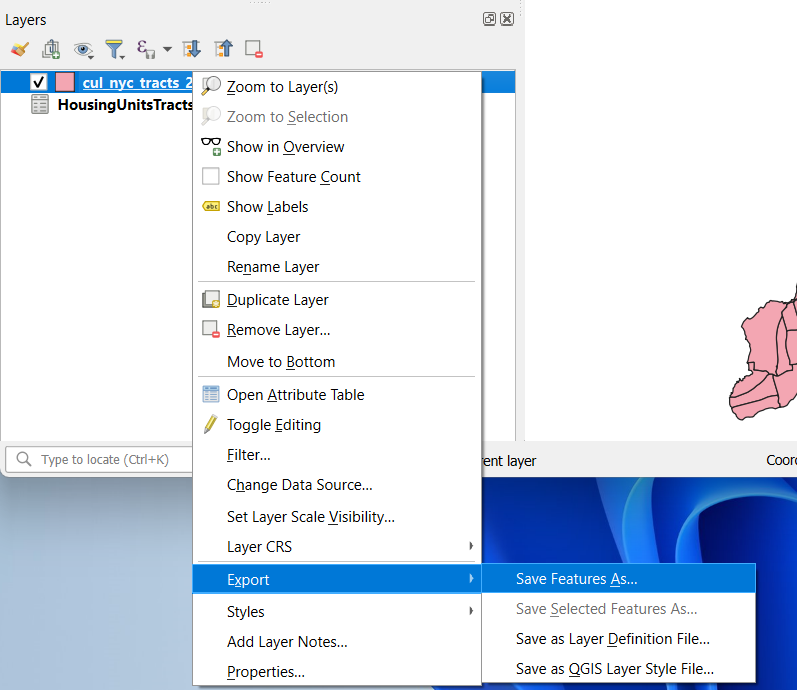 Layers
cul_nyc_tracts_2
HousingUnitsTracts
Zoom to Layer(s)
Zoom to Selection
Show in Overview
Show Feature Count
abc Show Labels
Copy Layer
Rename Layer
Duplicate Layer
Remove Layer...
Move to Bottom
Open Attribute Table
Toggle Editing
Filter...
Change Data Source...
Set Layer Scale Visibility...
Layer CRS
Export
Styles
Add Layer Notes...
Properties...
Save Features As...
Save Selected Features As...
Save as Layer Definition File...
Save as QGIS Layer Style File...
Type to locate (Ctrl+K)
rent layer
Coor